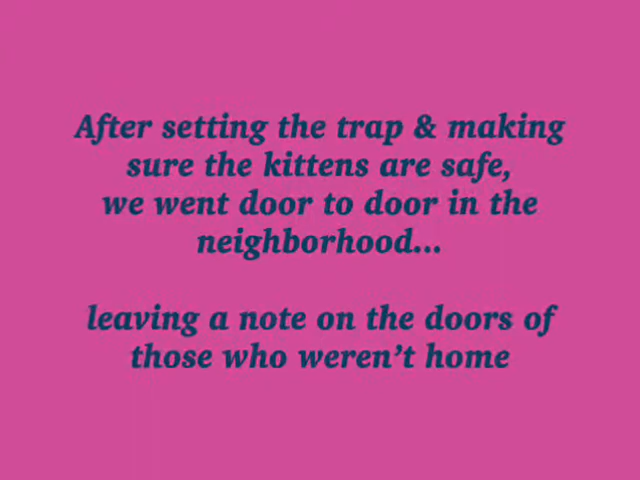 After setting the trap & making
sure the kittens are safe,
we went door to door in the
neighborhood...
leaving a note on the doors of
those who weren’t home